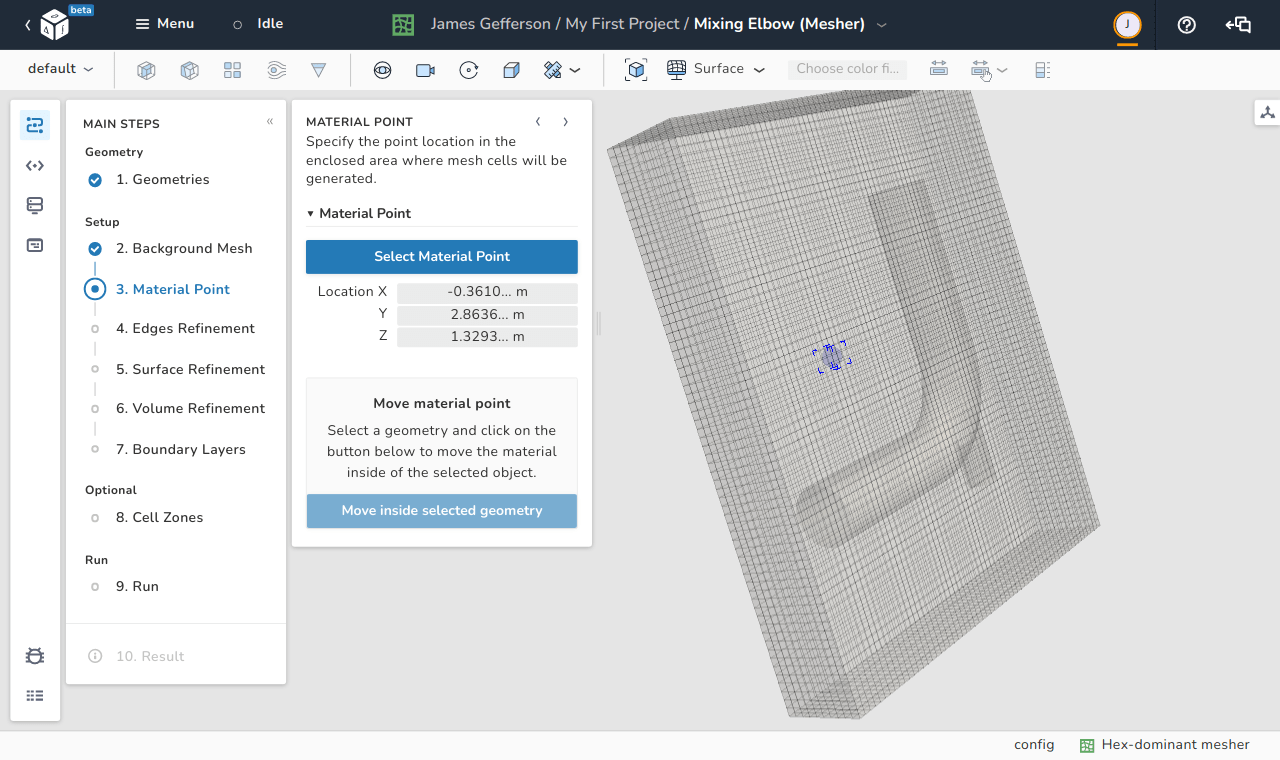 beta
Menu
Idle
James Gefferson / My First Project / Mixing Elbow (Mesher)
J
default
Surface
Choose color fi...
MAIN STEPS
Geometry
1. Geometries
Setup
2. Background Mesh
3. Material Point
4. Edges Refinement
5. Surface Refinement
6. Volume Refinement
7. Boundary Layers
Optional
8. Cell Zones
Run
9. Run
10. Result
MATERIAL POINT
Specify the point location in the
enclosed area where mesh cells will be
generated.
Material Point
Select Material Point
Location X -0.3610... m
Y 2.8636... m
Z 1.3293... m
Move material point
Select a geometry and click on the
button below to move the material
inside of the selected object.
Move inside selected geometry
config
Hex-dominant mesher